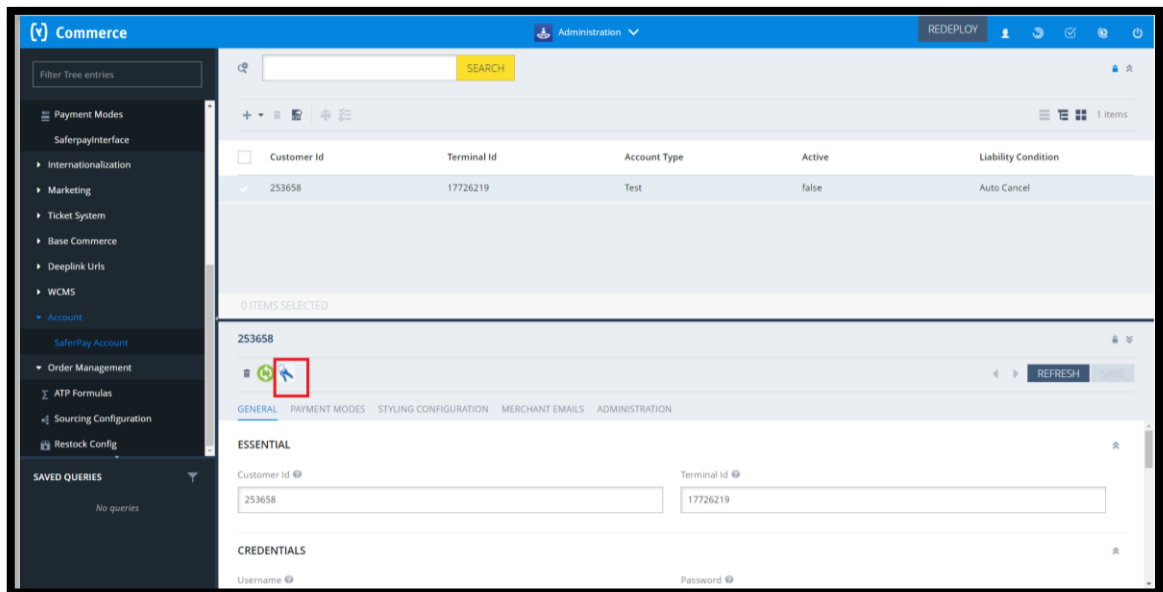 (y) Commerce
Administration
REDEPLOY
Filter Tree entries
Payment Modes
SaferpayInterface
Internationalization
Marketing
Ticket System
Base Commerce
Deeplink Urls
WCMS
Account
SaferPay Account
Order Management
ATP Formulas
Sourcing Configuration
Restock Config
SAVED QUERIES
No queries
SEARCH
1 items
Customer Id Terminal Id Account Type Active Liability Condition
253658 17726219 Test false Auto Cancel
0 ITEMS SELECTED
253658
REFRESH SAVE
GENERAL PAYMENT MODES STYLING CONFIGURATION MERCHANT EMAILS ADMINISTRATION
ESSENTIAL
Customer Id Terminal Id
253658 17726219
CREDENTIALS
Username Password